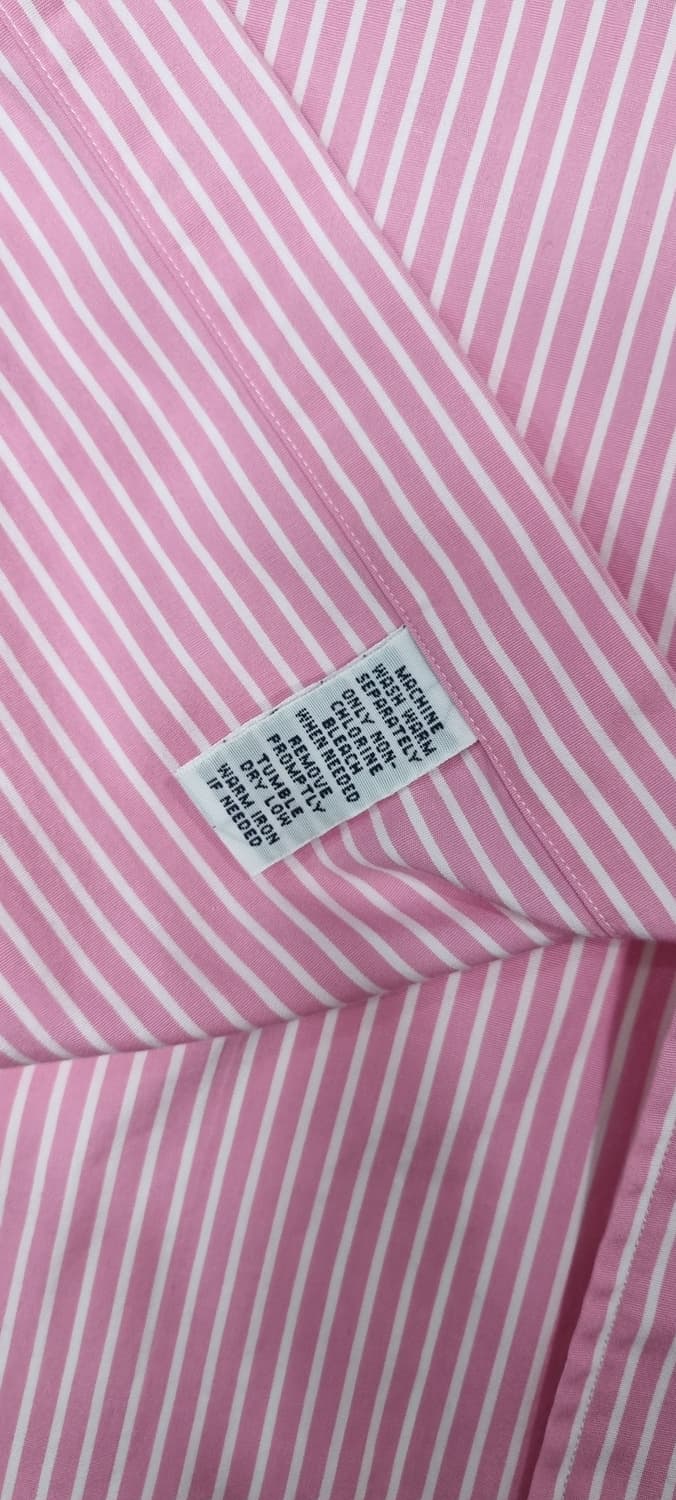 MACHINE
WASH WARM
SEPARATELY
ONLY NON-
CHLORINE
BLEACH
WHEN NEEDED
REMOVE
PROMPTLY
TUMBLE
DRY LOW
WARM IRON
IF NEEDED